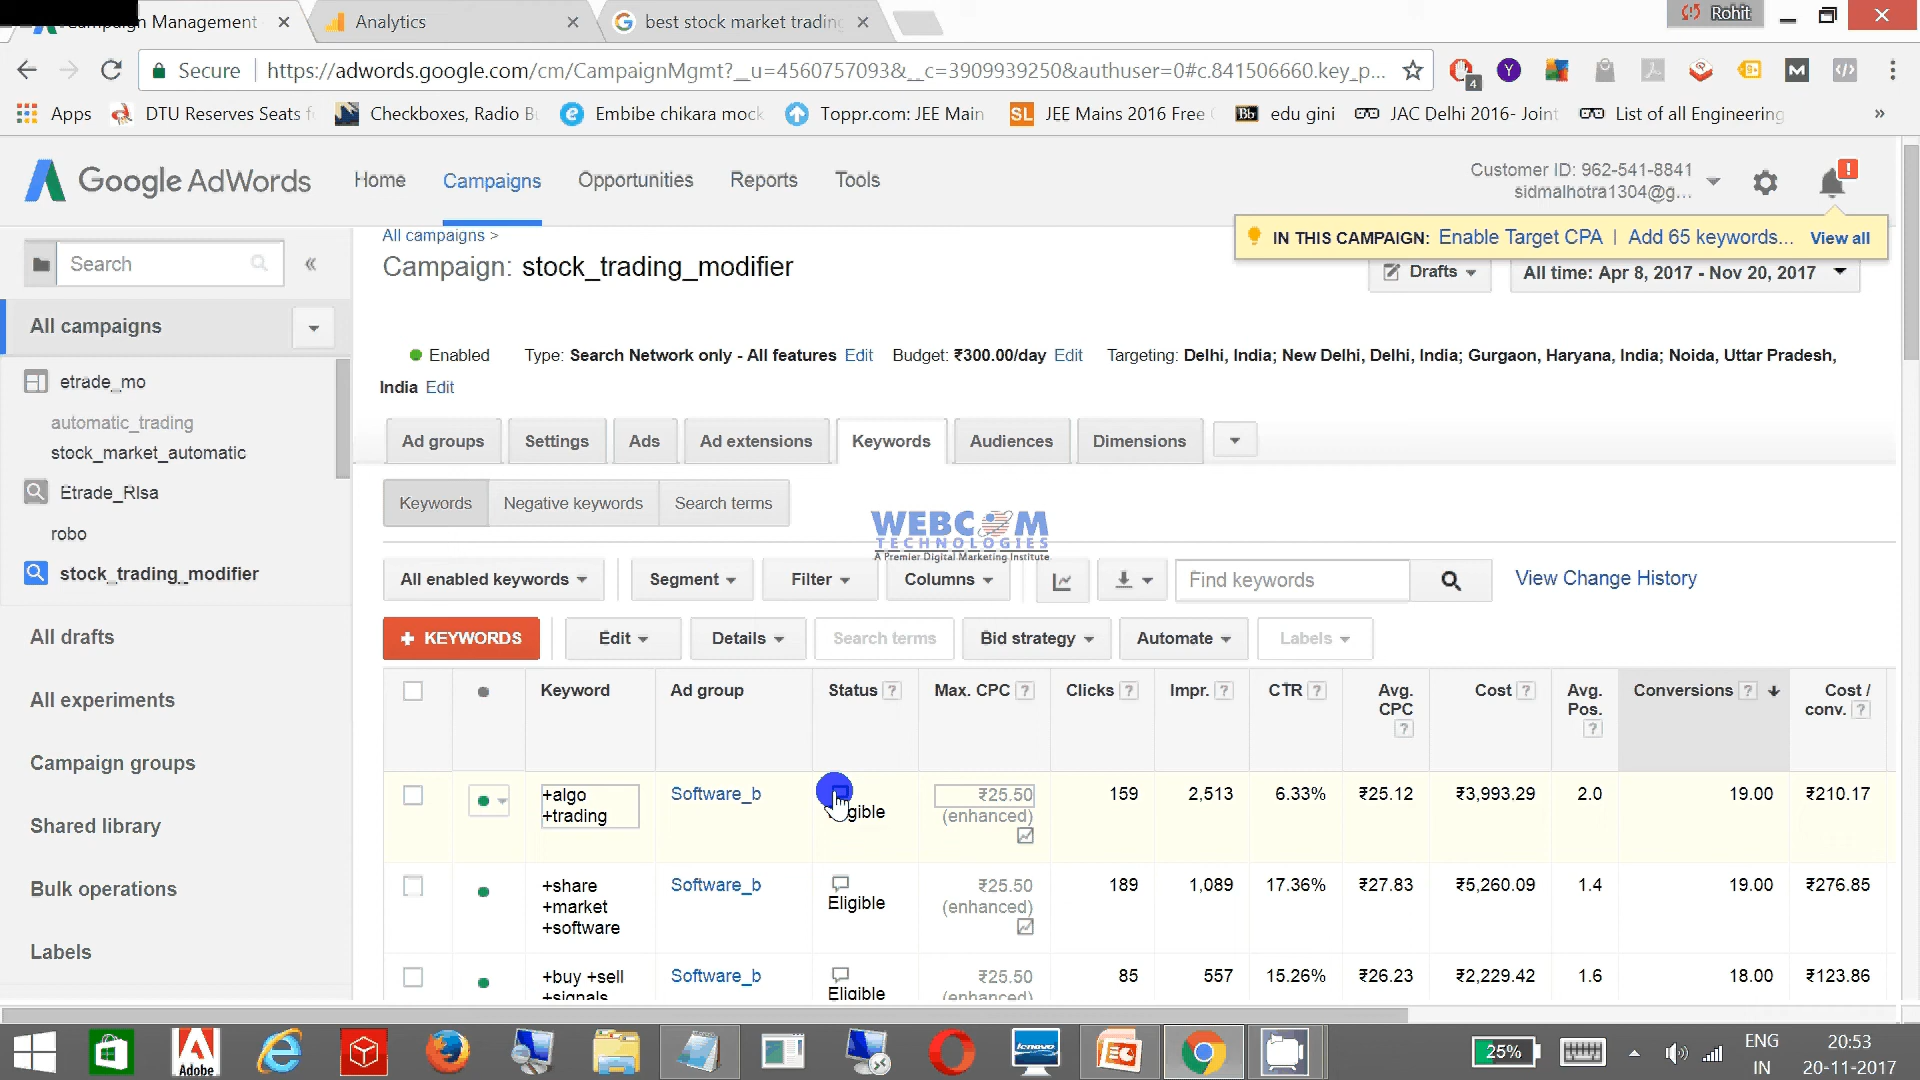 Campaign Management
Analytics
best stock market trading
Rohit
Secure
https://adwords.google.com/cm/CampaignMgmt?__u=4560757093&__c=3909939250&authuser=0#c.841506660.key_p...
4
Apps
DTU Reserves Seats f
Checkboxes, Radio B
Embibe chikara mock
Toppr.com: JEE Main
SL
JEE Mains 2016 Free
Bb
edu gini
JAC Delhi 2016- Joint
List of all Engineering
»
Google AdWords
Home
Campaigns
Opportunities
Reports
Tools
Customer ID: 962-541-8841
sidmalhotra1304@g...
IN THIS CAMPAIGN: Enable Target CPA | Add 65 keywords... View all
Search
«
All campaigns >
Campaign: stock_trading_modifier
Drafts
All time: Apr 8, 2017 - Nov 20, 2017
All campaigns
etrade_mo
automatic_trading
stock_market_automatic
Etrade_Rlsa
robo
stock_trading_modifier
All drafts
All experiments
Campaign groups
Shared library
Bulk operations
Labels
Enabled Type: Search Network only - All features Edit Budget: ₹300.00/day Edit Targeting: Delhi, India; New Delhi, Delhi, India; Gurgaon, Haryana, India; Noida, Uttar Pradesh,
India Edit
Ad groups
Settings
Ads
Ad extensions
Keywords
Audiences
Dimensions
Keywords
Negative keywords
Search terms
WEBCOM
TECHNOLOGIES
A Premier Digital Marketing Institute
All enabled keywords
Segment
Filter
Columns
Find keywords
View Change History
+ KEYWORDS
Edit
Details
Search terms
Bid strategy
Automate
Labels
Keyword
Ad group
Status ?
Max. CPC ?
Clicks ?
Impr. ?
CTR ?
Avg. CPC ?
Cost ?
Avg. Pos. ?
Conversions ?
Cost / conv. ?
+algo
+trading
Software_b
Eligible
₹25.50
(enhanced)
159
2,513
6.33%
₹25.12
₹3,993.29
2.0
19.00
₹210.17
+share
+market
+software
Software_b
Eligible
₹25.50
(enhanced)
189
1,089
17.36%
₹27.83
₹5,260.09
1.4
19.00
₹276.85
+buy +sell
+signals
Software_b
Eligible
₹25.50
(enhanced)
85
557
15.26%
₹26.23
₹2,229.42
1.6
18.00
₹123.86
Adobe
lenovo
25%
ENG
IN
20:53
20-11-2017